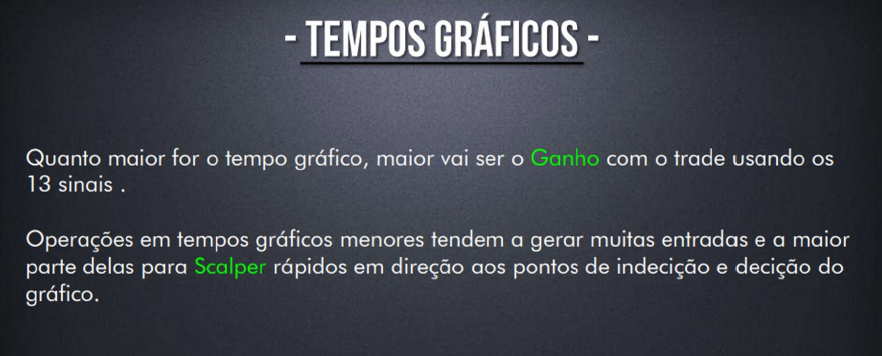 - TEMPOS GRÁFICOS -
Quanto maior for o tempo gráfico, maior vai ser o Ganho com o trade usando os
13 sinais .
Operações em tempos gráficos menores tendem a gerar muitas entradas e a maior
parte delas para Scalper rápidos em direção aos pontos de indecição e decição do
gráfico.